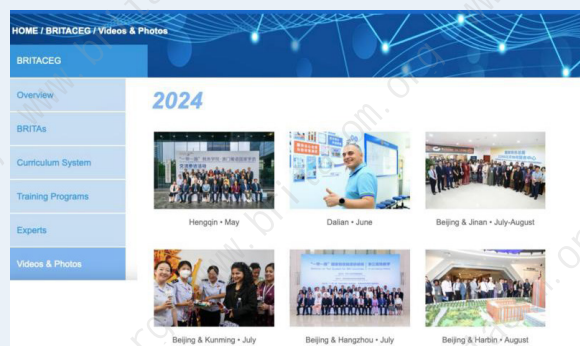 HOME / BRITACEG / Videos & Photos
BRITACEG
Overview
BRITAs
Curriculum System
Training Programs
Experts
Videos & Photos
2024
Hengqin • May
Dalian • June
Beijing & Jinan • July-August
Beijing & Kunming • July
Beijing & Hangzhou • July
Beijing & Harbin • August